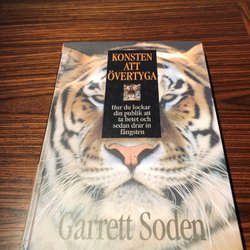 KONSTEN
ATT
ÖVERTYGA
Hur du lockar
din publik att
ta betet och
sedan drar in
fångsten
Garrett Soden